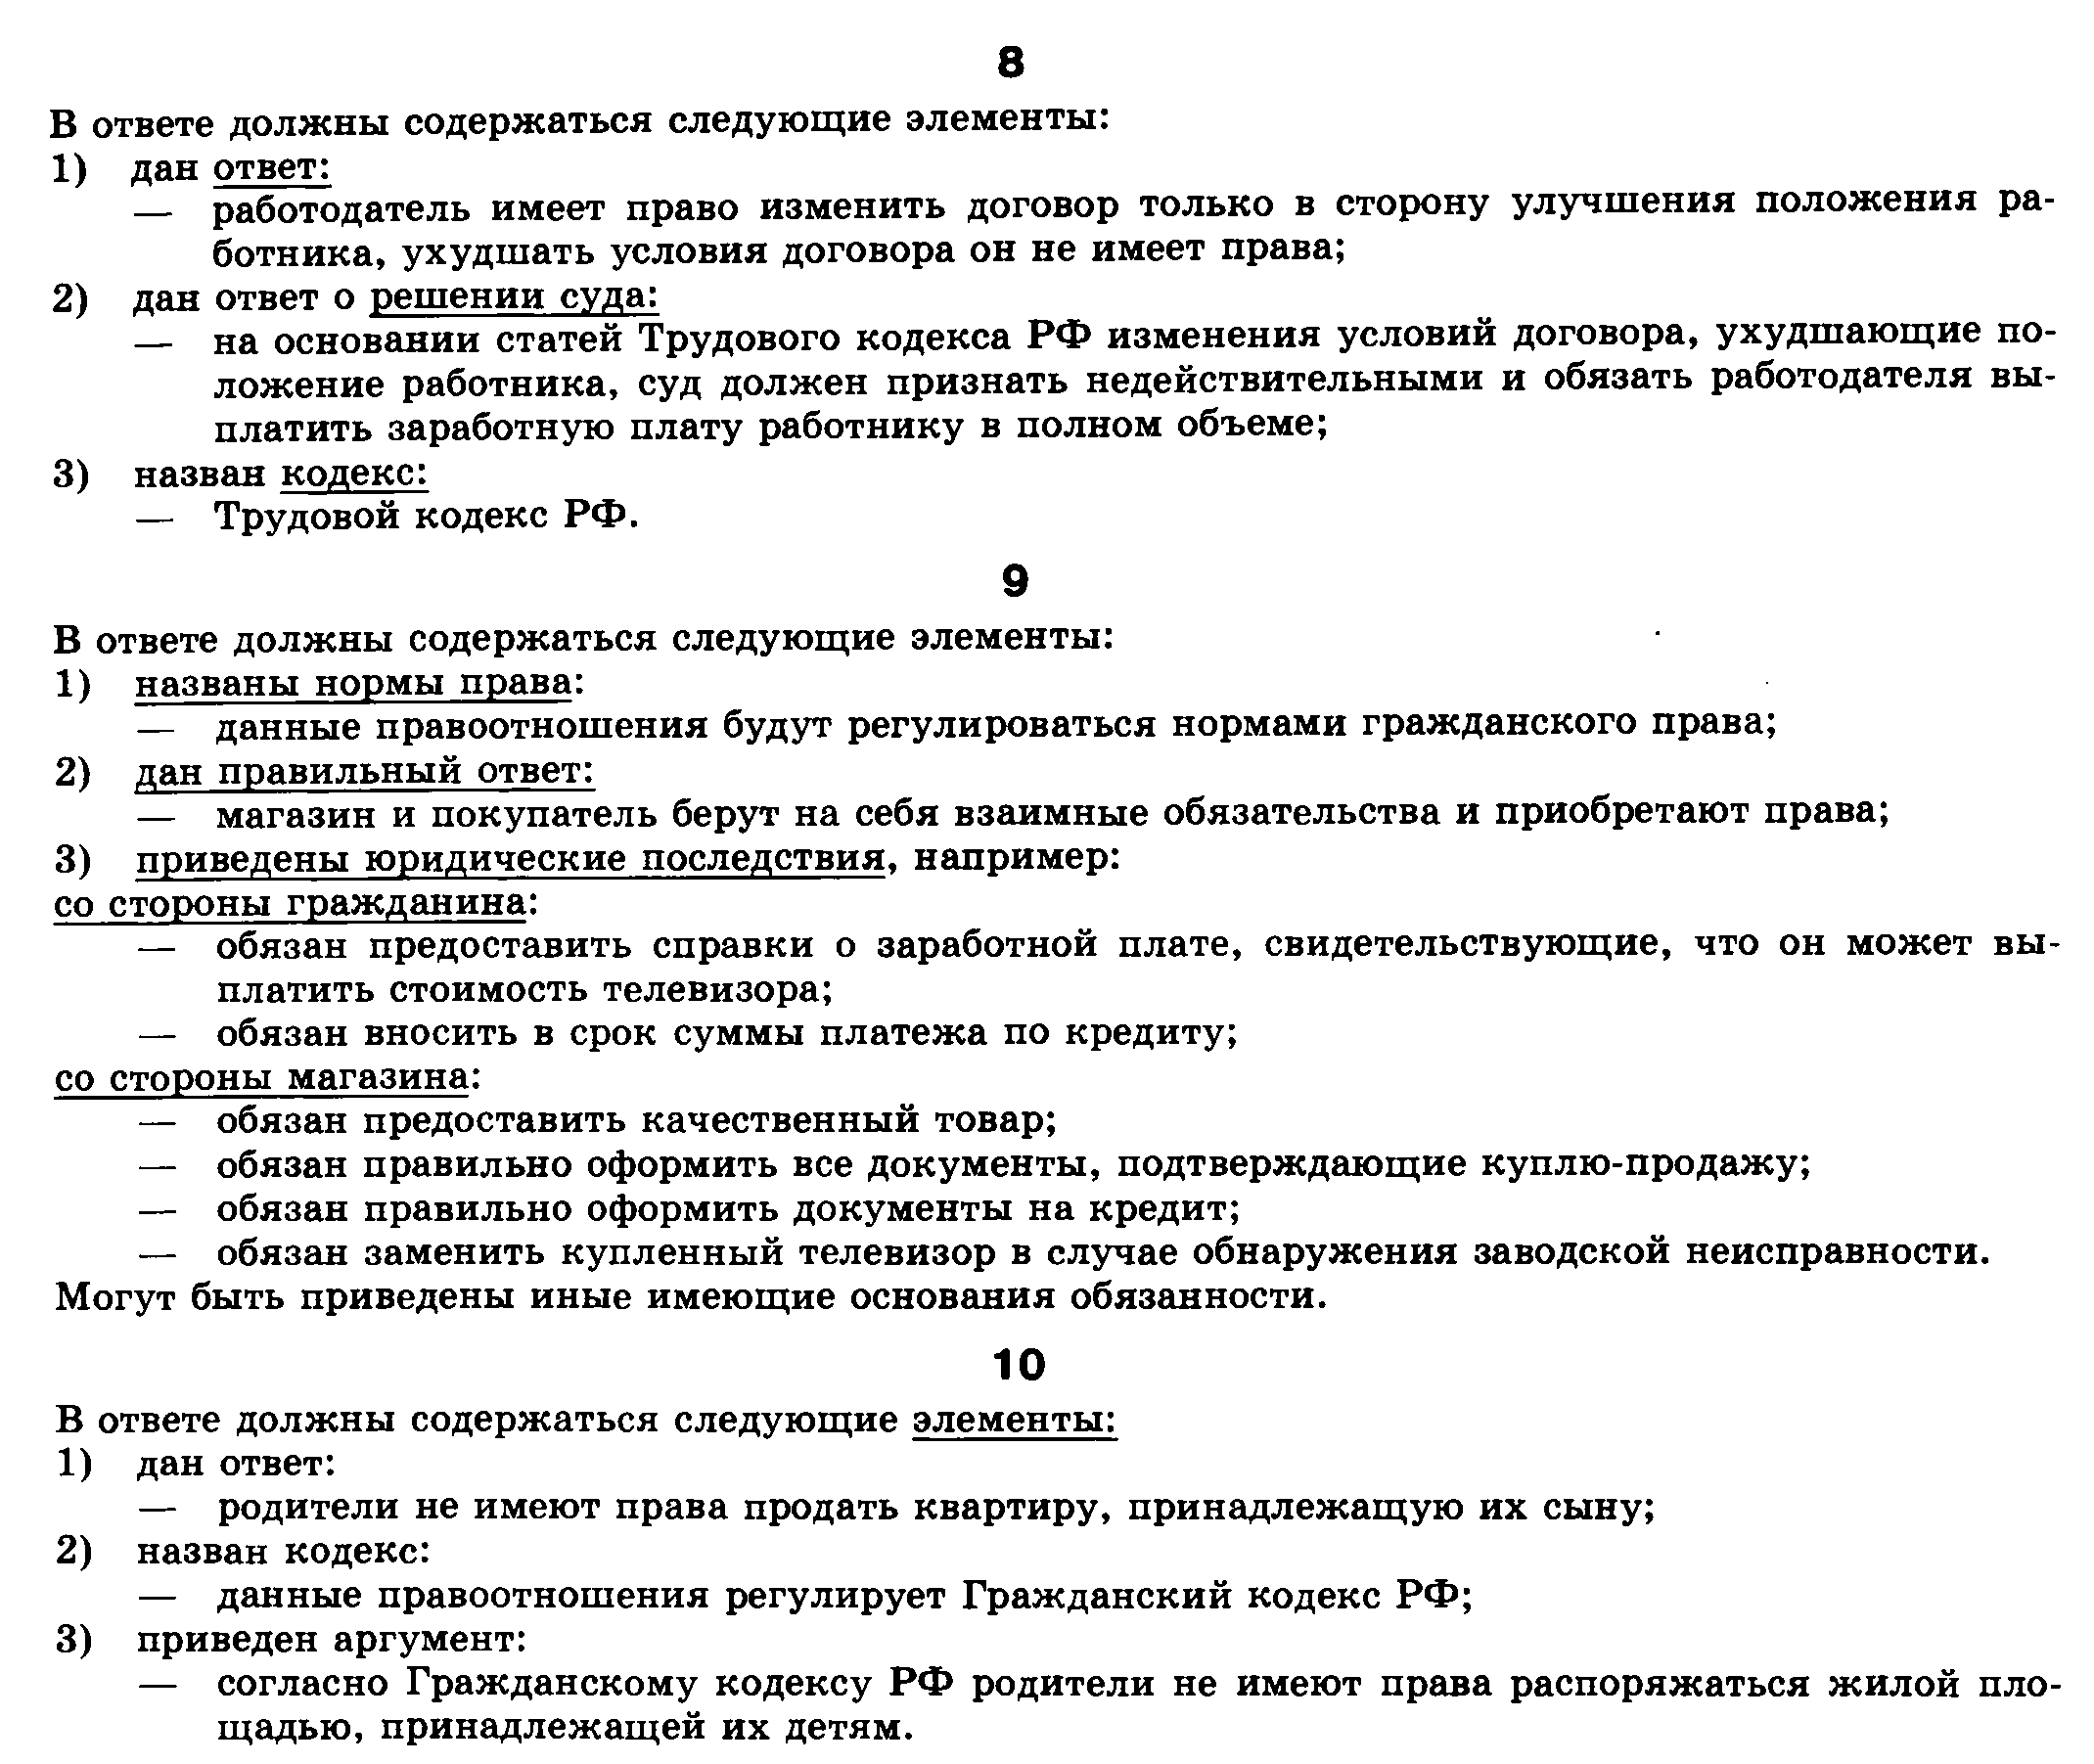 8
В ответе должны содержаться следующие элементы:
1) дан ответ:
— работодатель имеет право изменить договор только в сторону улучшения положения ра-
ботника, ухудшать условия договора он не имеет права;
2) дан ответ о решении суда:
— на основании статей Трудового кодекса РФ изменения условий договора, ухудшающие по-
ложение работника, суд должен признать недействительными и обязать работодателя вы-
платить заработную плату работнику в полном объеме;
3) назван кодекс:
— Трудовой кодекс РФ.
9
В ответе должны содержаться следующие элементы:
1) названы нормы права:
— данные правоотношения будут регулироваться нормами гражданского права;
2) дан правильный ответ:
— магазин и покупатель берут на себя взаимные обязательства и приобретают права;
3) приведены юридические последствия, например:
со стороны гражданина:
— обязан предоставить справки о заработной плате, свидетельствующие, что он может вы-
платить стоимость телевизора;
— обязан вносить в срок суммы платежа по кредиту;
со стороны магазина:
— обязан предоставить качественный товар;
— обязан правильно оформить все документы, подтверждающие куплю-продажу;
— обязан правильно оформить документы на кредит;
— обязан заменить купленный телевизор в случае обнаружения заводской неисправности.
Могут быть приведены иные имеющие основания обязанности.
10
В ответе должны содержаться следующие элементы:
1) дан ответ:
— родители не имеют права продать квартиру, принадлежащую их сыну;
2) назван кодекс:
— данные правоотношения регулирует Гражданский кодекс РФ;
3) приведен аргумент:
— согласно Гражданскому кодексу РФ родители не имеют права распоряжаться жилой пло-
щадью, принадлежащей их детям.